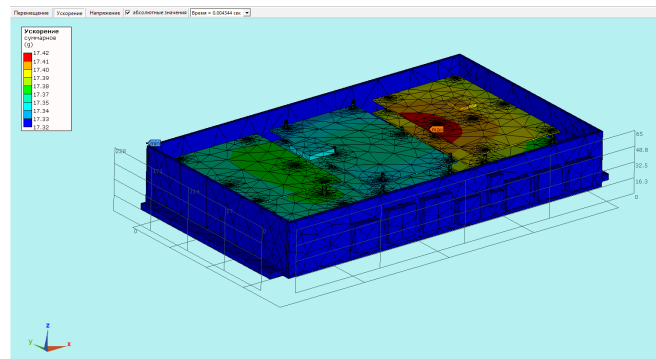 Перемещение Ускорение Напряжение абсолютные значения Время = 0.004344 сек
Ускорение
суммарное
(g)
17.42
17.41
17.40
17.39
17.38
17.37
17.35
17.34
17.33
17.32
65
48.8
32.5
16.3
0
0
z
y
x